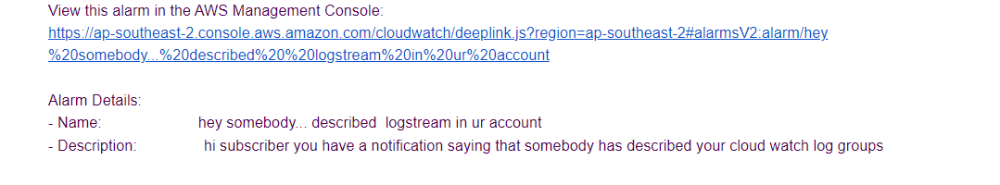 View this alarm in the AWS Management Console:
https://ap-southeast-2.console.aws.amazon.com/cloudwatch/deeplink.js?region=ap-southeast-2#alarmsV2:alarm/hey
%20somebody...%20described%20%20logstream%20in%20ur%20account
Alarm Details:
- Name: hey somebody... described  logstream in ur account
- Description: hi subscriber you have a notification saying that somebody has described your cloud watch log groups